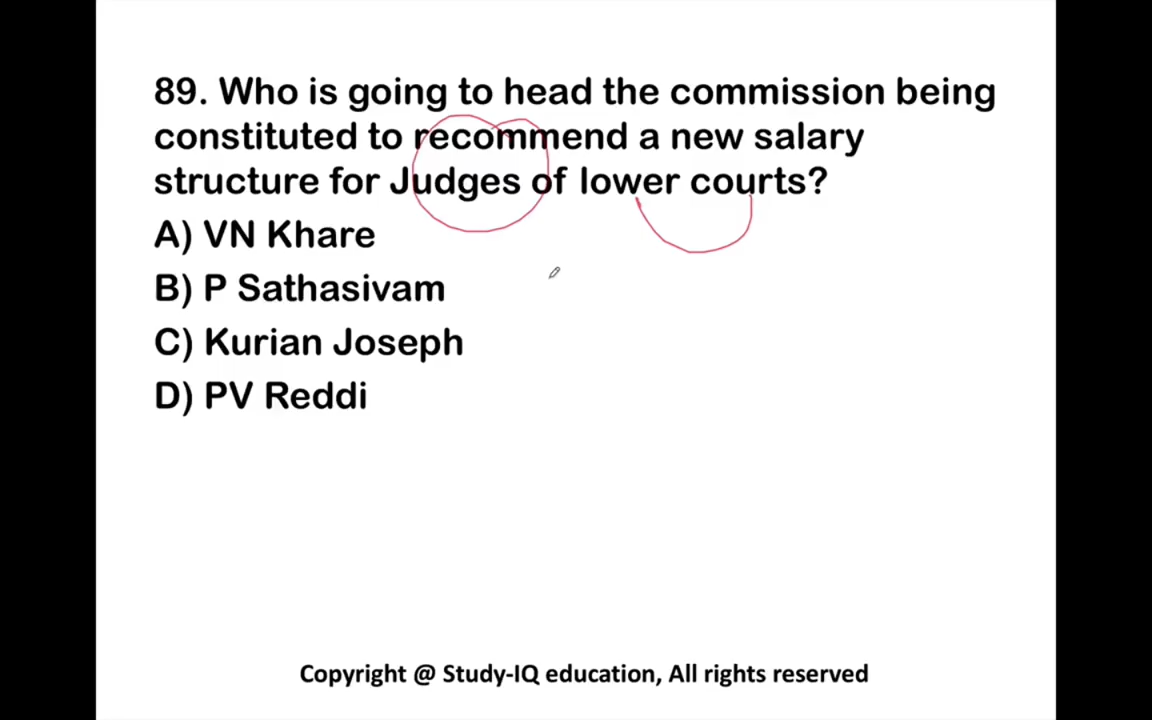 89. Who is going to head the commission being
constituted to recommend a new salary
structure for Judges of lower courts?
A) VN Khare
B) P Sathasivam
C) Kurian Joseph
D) PV Reddi
Copyright @ Study-IQ education, All rights reserved